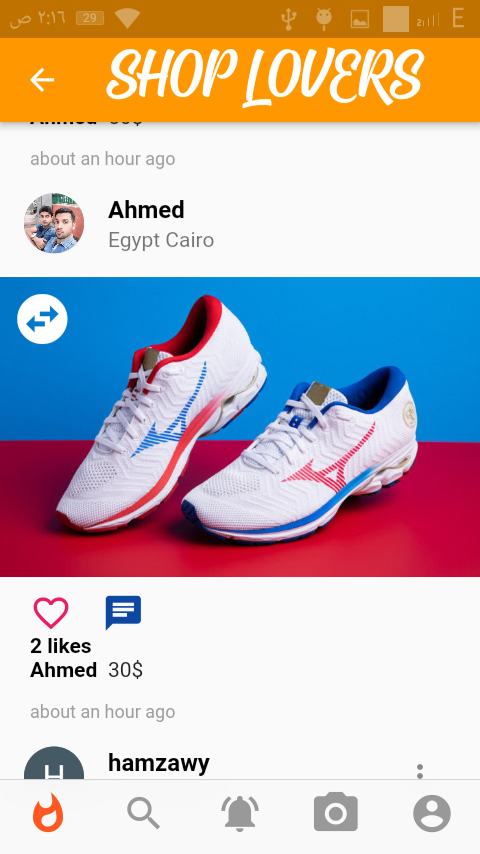 ٢:١٦ ص
29
E
SHOP LOVERS
Ahmed 30$
about an hour ago
Ahmed
Egypt Cairo
2 likes
Ahmed 30$
about an hour ago
hamzawy
H